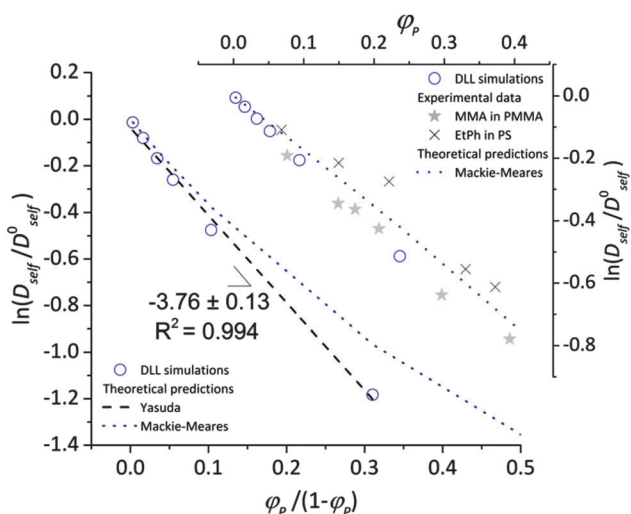 φP
0.0 0.1 0.2 0.3 0.4
0.2
0.0
-0.2
-0.4
-0.6
-0.8
-1.0
-1.2
-1.4
ln(Dself/D0self)
DLL simulations
Experimental data
MMA in PMMA
EtPh in PS
Theoretical predictions
Mackie-Meares
0.0
-0.2
-0.4
-0.6
-0.8
ln(Dself/D0self)
-3.76 ± 0.13
R2 = 0.994
DLL simulations
Theoretical predictions
Yasuda
Mackie-Meares
0.0 0.1 0.2 0.3 0.4 0.5
φP/(1-φP)